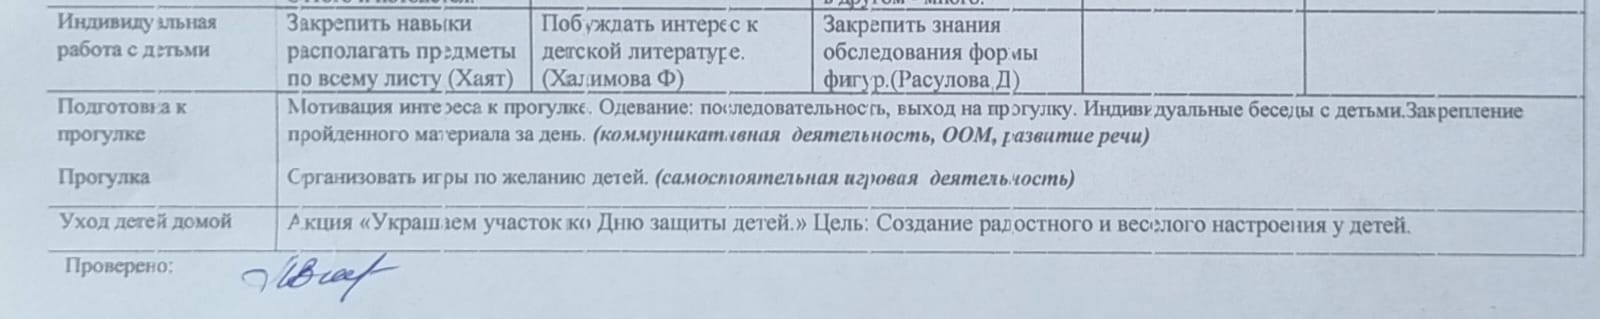 Индивидуальная работа с детьми
Закрепить навыки располагать предметы по всему листу (Хаят)
Побуждать интерес к детской литературе. (Халимова Ф)
в другом - много.
Закрепить знания обследования формы фигур.(Расулова Д)
Подготовка к прогулке
Мотивация интереса к прогулке. Одевание: последовательность, выход на прогулку. Индивидуальные беседы с детьми.Закрепление
пройденного материала за день. (коммуникативная деятельность, ООМ, развитие речи)
Прогулка
Организовать игры по желанию детей. (самостоятельная игровая деятельность)
Уход детей домой
Акция «Украшаем участок ко Дню защиты детей.» Цель: Создание радостного и веселого настроения у детей.
Проверено: